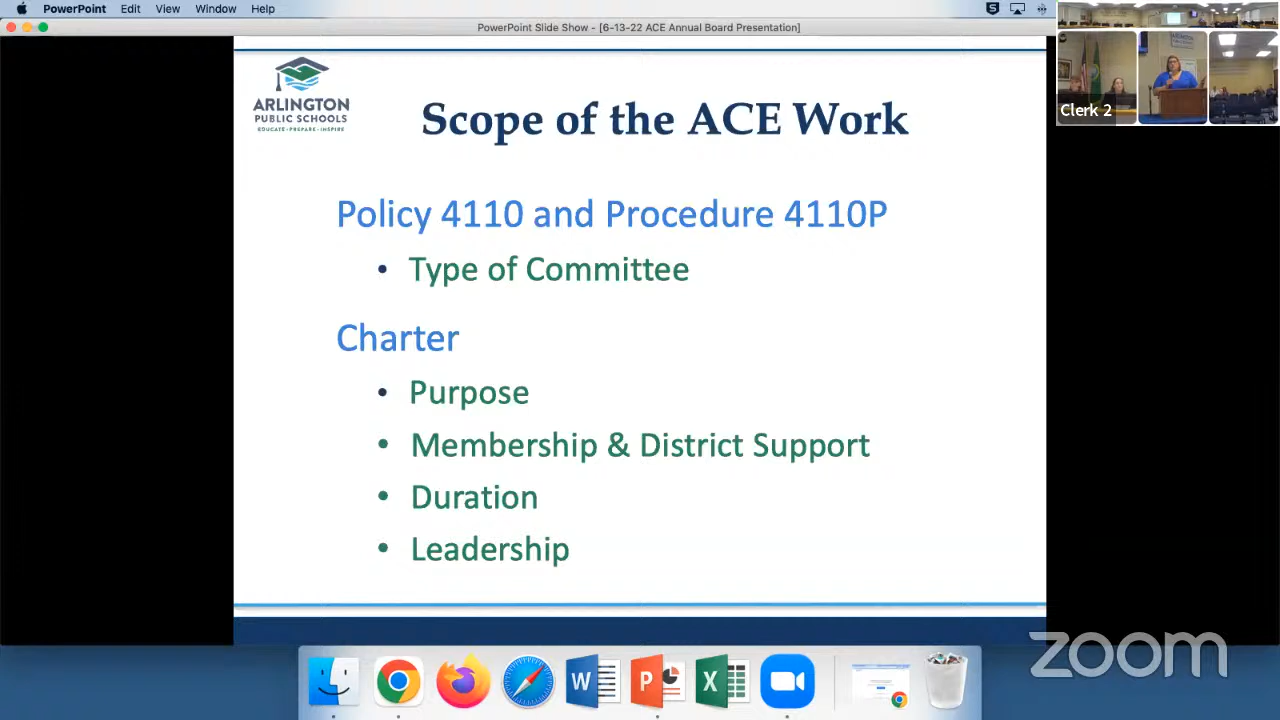 PowerPoint Edit View Window Help
PowerPoint Slide Show - [6-13-22 ACE Annual Board Presentation]
ARLINGTON
PUBLIC SCHOOLS
EDUCATE • PREPARE • INSPIRE
Scope of the ACE Work
Policy 4110 and Procedure 4110P
• Type of Committee
Charter
• Purpose
• Membership & District Support
• Duration
• Leadership
Clerk 2
ARLINGTON
W
P
X
zoom